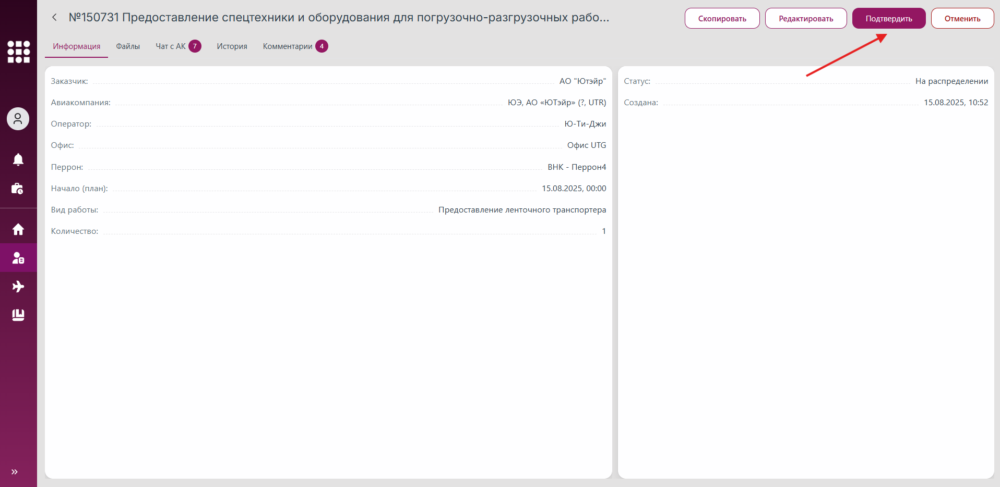 №150731 Предоставление спецтехники и оборудования для погрузочно-разгрузочных рабо...
Скопировать
Редактировать
Подтвердить
Отменить
Информация
Файлы
Чат с АК 7
История
Комментарии 4
Заказчик: АО "Ютэйр"
Авиакомпания: ЮЭ, АО «ЮТэйр» (?, UTR)
Оператор: Ю-Ти-Джи
Офис: Офис UTG
Перрон: ВНК - Перрон4
Начало (план): 15.08.2025, 00:00
Вид работы: Предоставление ленточного транспортера
Количество: 1
Статус: На распределении
Создана: 15.08.2025, 10:52